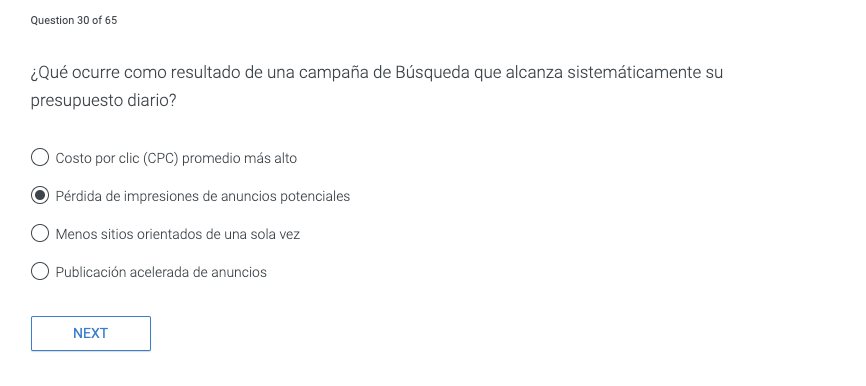 Question 30 of 65
¿Qué ocurre como resultado de una campaña de Búsqueda que alcanza sistemáticamente su
presupuesto diario?
Costo por clic (CPC) promedio más alto
Pérdida de impresiones de anuncios potenciales
Menos sitios orientados de una sola vez
Publicación acelerada de anuncios
NEXT